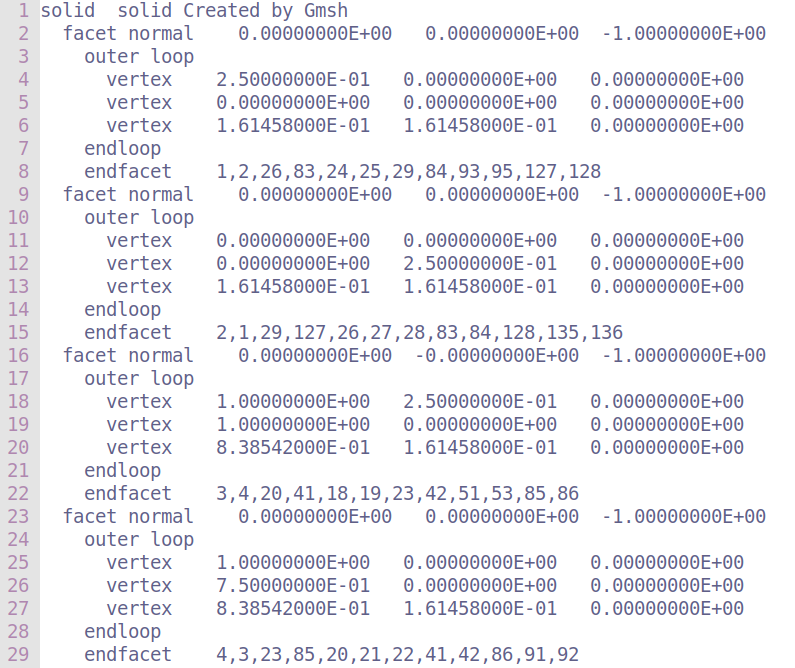 1 solid  solid Created by Gmsh
2   facet normal    0.00000000E+00   0.00000000E+00  -1.00000000E+00
3     outer loop
4       vertex    2.50000000E-01   0.00000000E+00   0.00000000E+00
5       vertex    0.00000000E+00   0.00000000E+00   0.00000000E+00
6       vertex    1.61458000E-01   1.61458000E-01   0.00000000E+00
7     endloop
8     endfacet    1,2,26,83,24,25,29,84,93,95,127,128
9   facet normal    0.00000000E+00   0.00000000E+00  -1.00000000E+00
10     outer loop
11       vertex    0.00000000E+00   0.00000000E+00   0.00000000E+00
12       vertex    0.00000000E+00   2.50000000E-01   0.00000000E+00
13       vertex    1.61458000E-01   1.61458000E-01   0.00000000E+00
14     endloop
15     endfacet    2,1,29,127,26,27,28,83,84,128,135,136
16   facet normal    0.00000000E+00  -0.00000000E+00  -1.00000000E+00
17     outer loop
18       vertex    1.00000000E+00   2.50000000E-01   0.00000000E+00
19       vertex    1.00000000E+00   0.00000000E+00   0.00000000E+00
20       vertex    8.38542000E-01   1.61458000E-01   0.00000000E+00
21     endloop
22     endfacet    3,4,20,41,18,19,23,42,51,53,85,86
23   facet normal    0.00000000E+00   0.00000000E+00  -1.00000000E+00
24     outer loop
25       vertex    1.00000000E+00   0.00000000E+00   0.00000000E+00
26       vertex    7.50000000E-01   0.00000000E+00   0.00000000E+00
27       vertex    8.38542000E-01   1.61458000E-01   0.00000000E+00
28     endloop
29     endfacet    4,3,23,85,20,21,22,41,42,86,91,92